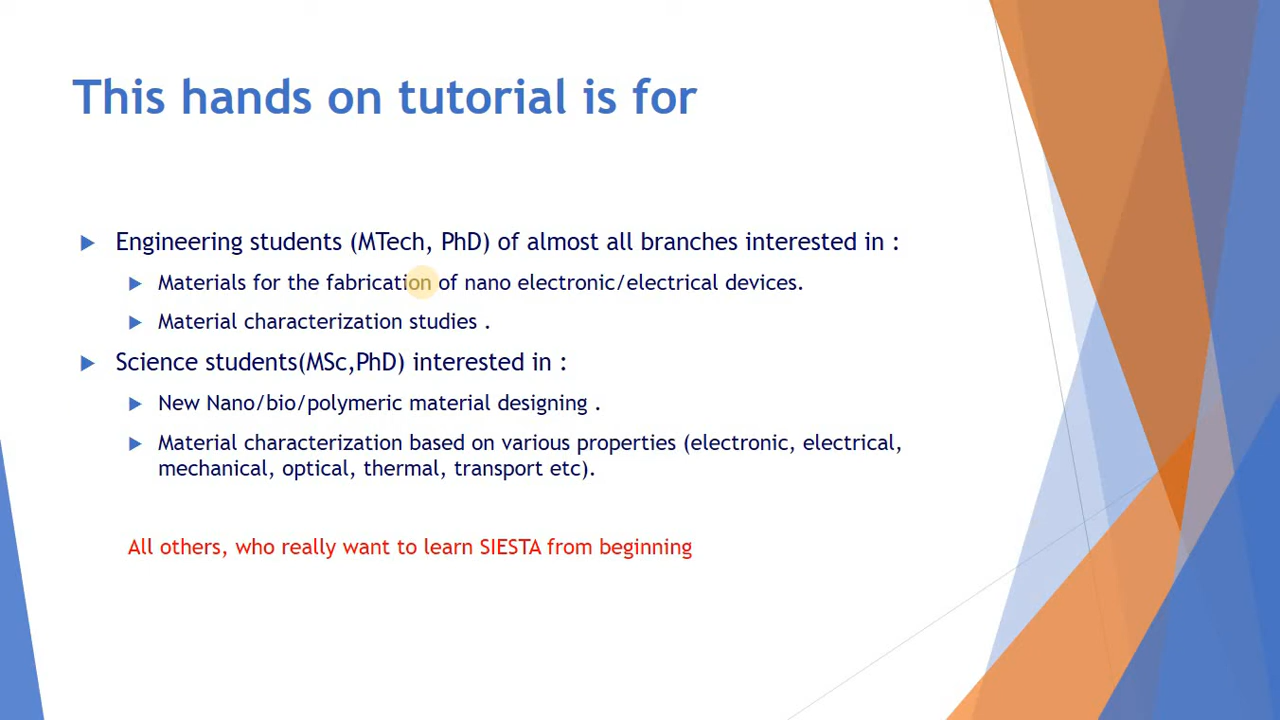 This hands on tutorial is for
Engineering students (MTech, PhD) of almost all branches interested in :
Materials for the fabrication of nano electronic/electrical devices.
Material characterization studies .
Science students(MSc,PhD) interested in :
New Nano/bio/polymeric material designing .
Material characterization based on various properties (electronic, electrical,
mechanical, optical, thermal, transport etc).
All others, who really want to learn SIESTA from beginning